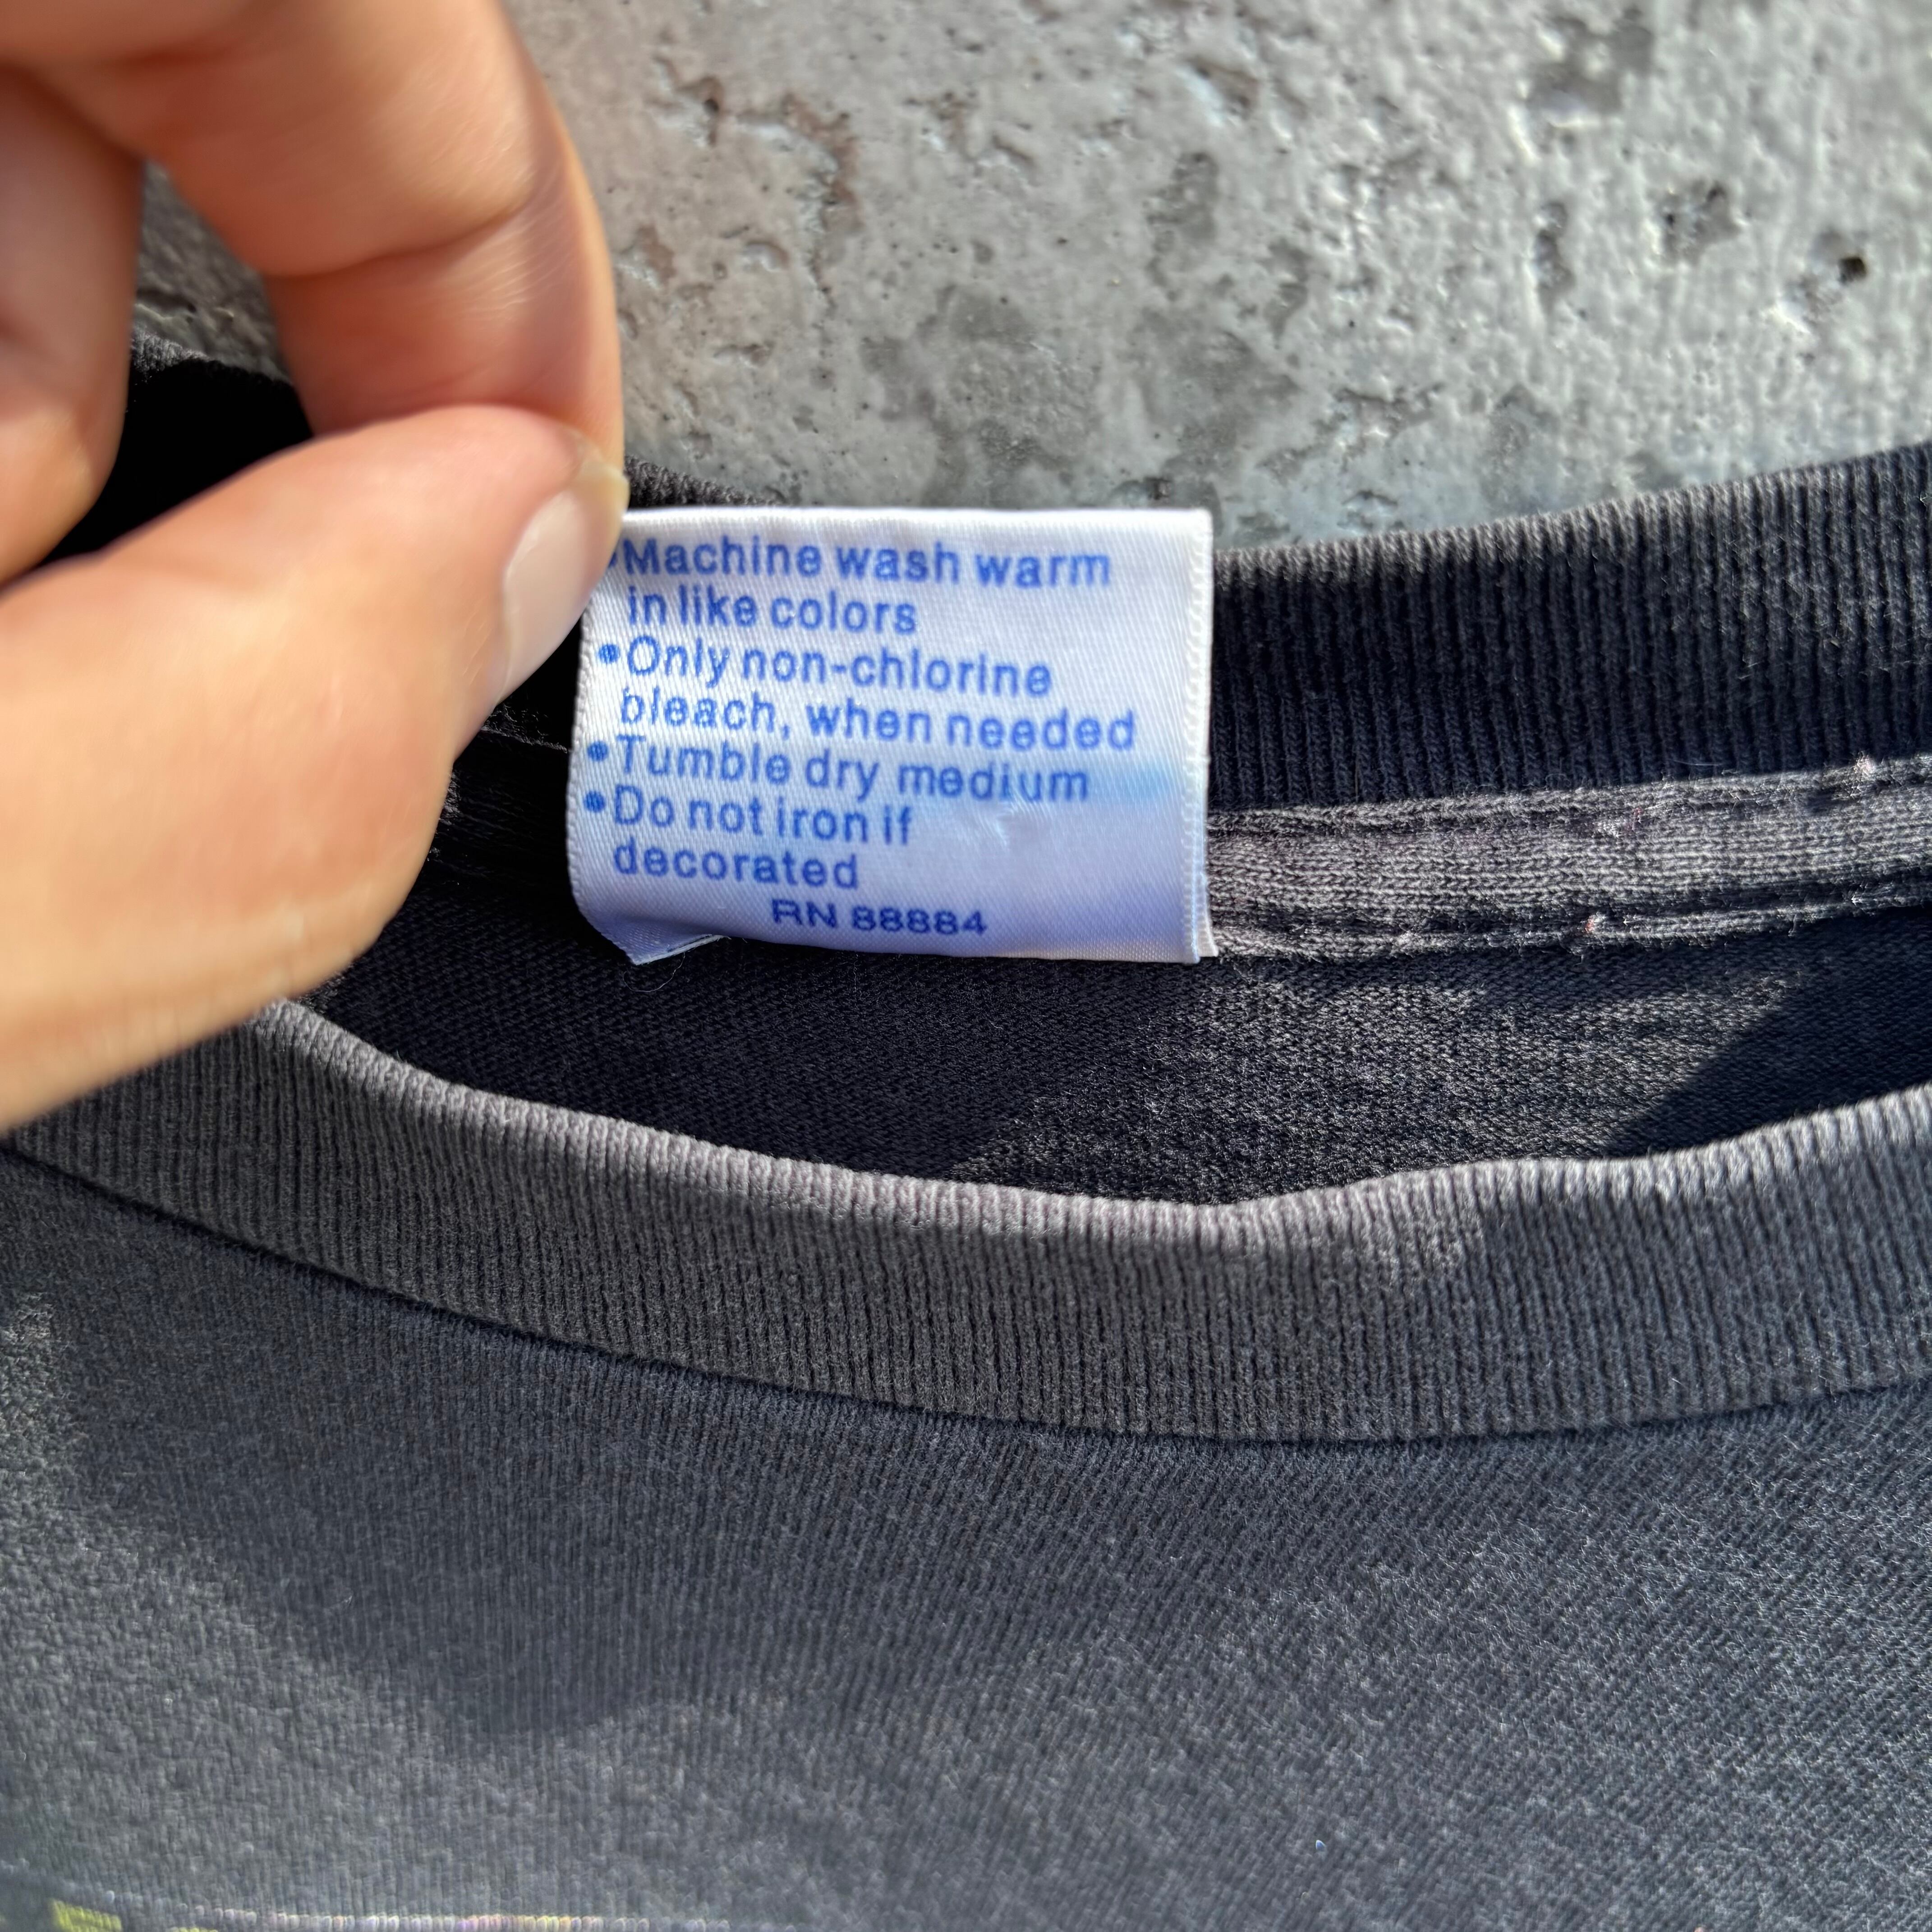 •Machine wash warm
in like colors
•Only non-chlorine
bleach, when needed
•Tumble dry medium
•Do not iron if
decorated
RN 88884